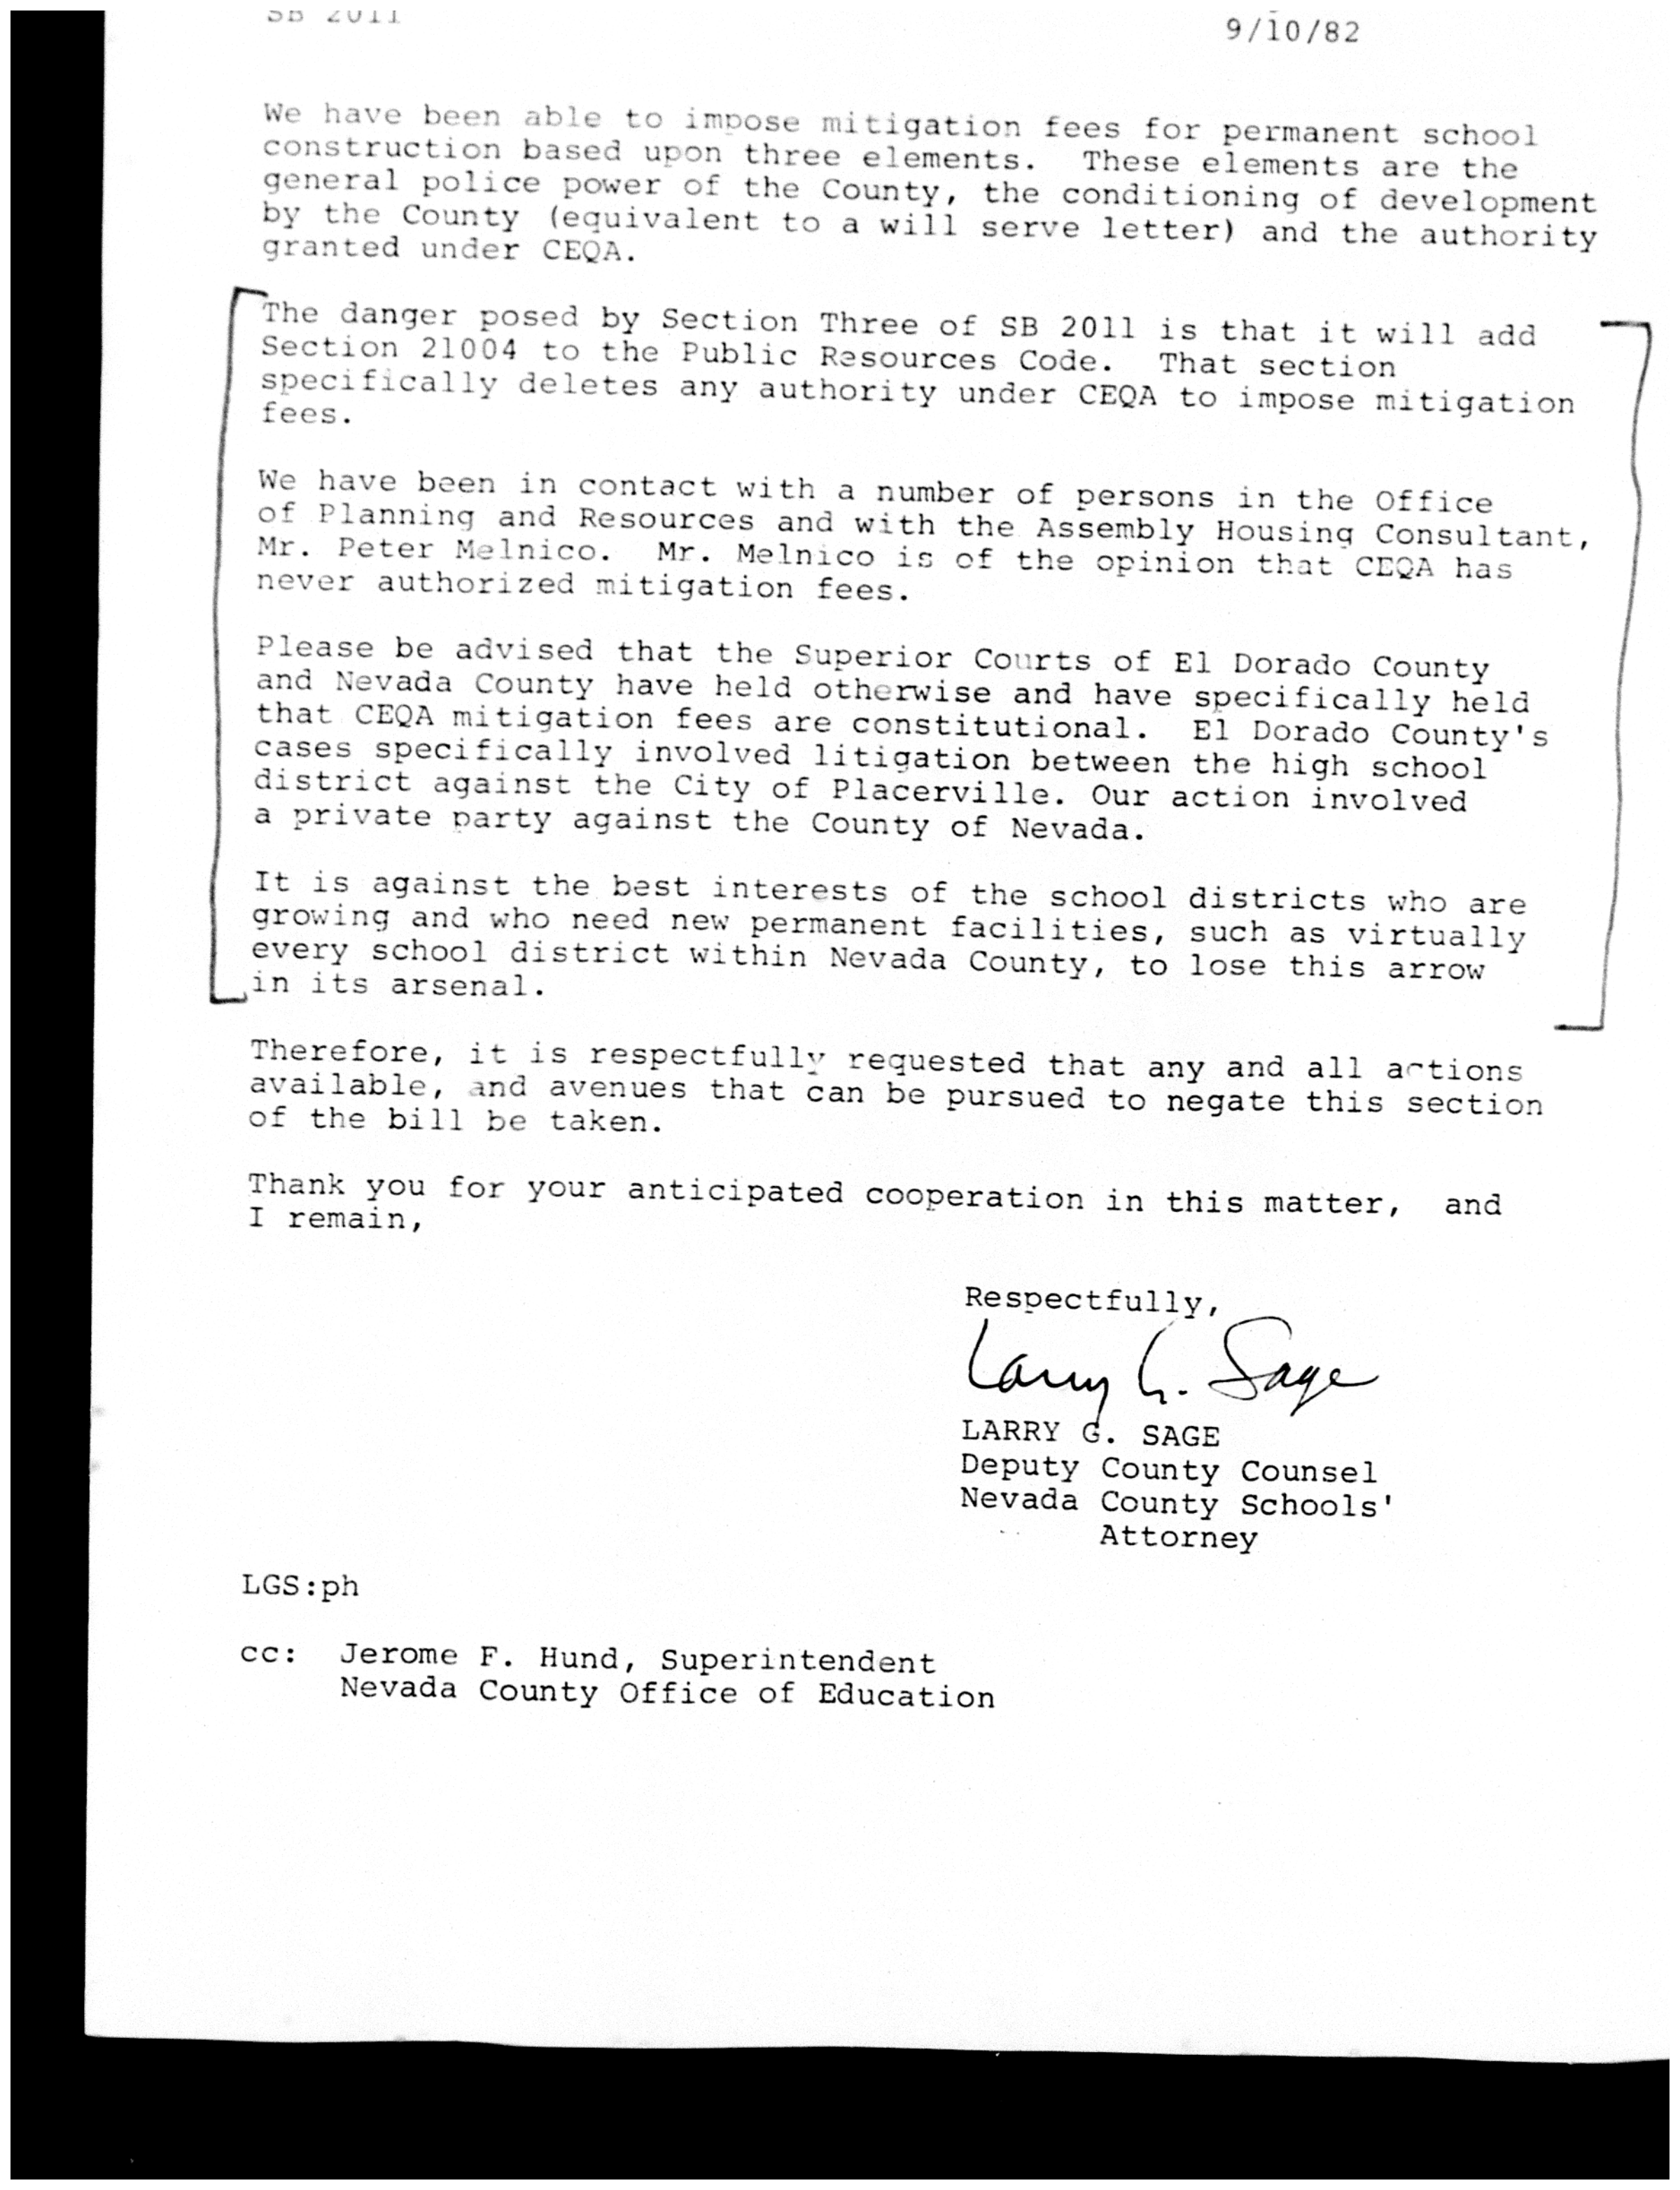 SB 2011
9/10/82
We have been able to impose mitigation fees for permanent school
construction based upon three elements. These elements are the
general police power of the County, the conditioning of development
by the County (equivalent to a will serve letter) and the authority
granted under CEQA.
The danger posed by Section Three of SB 2011 is that it will add
Section 21004 to the Public Resources Code. That section
specifically deletes any authority under CEQA to impose mitigation
fees.
We have been in contact with a number of persons in the Office
of Planning and Resources and with the Assembly Housing Consultant,
Mr. Peter Melnico. Mr. Melnico is of the opinion that CEQA has
never authorized mitigation fees.
Please be advised that the Superior Courts of El Dorado County
and Nevada County have held otherwise and have specifically held
that CEQA mitigation fees are constitutional. El Dorado County's
cases specifically involved litigation between the high school
district against the City of Placerville. Our action involved
a private party against the County of Nevada.
It is against the best interests of the school districts who are
growing and who need new permanent facilities, such as virtually
every school district within Nevada County, to lose this arrow
in its arsenal.
Therefore, it is respectfully requested that any and all actions
available, and avenues that can be pursued to negate this section
of the bill be taken.
Thank you for your anticipated cooperation in this matter, and
I remain,
Respectfully,
Larry G. Sage
LARRY G. SAGE
Deputy County Counsel
Nevada County Schools'
Attorney
LGS:ph
cc: Jerome F. Hund, Superintendent
Nevada County Office of Education